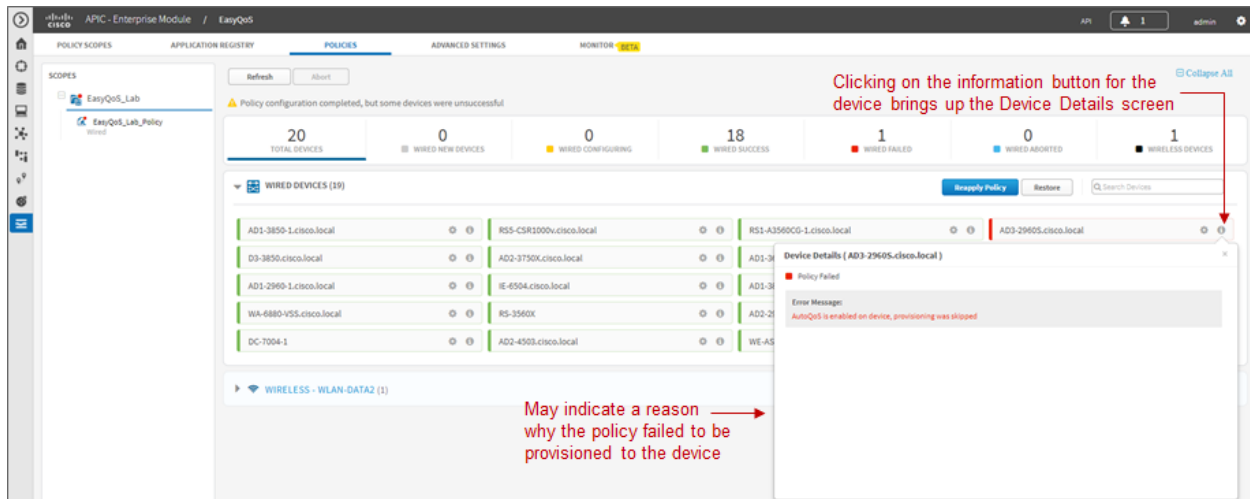 CISCO APIC - Enterprise Module / EasyQoS API 1 admin
POLICY SCOPES APPLICATION REGISTRY POLICIES ADVANCED SETTINGS MONITOR BETA
SCOPES
EasyQoS_Lab
EasyQoS_Lab_Policy
Wired
Refresh Abort
Collapse All
Policy configuration completed, but some devices were unsuccessful
Clicking on the information button for the
device brings up the Device Details screen
20 0 0 18 1 0 1
TOTAL DEVICES WIRED NEW DEVICES WIRED CONFIGURING WIRED SUCCESS WIRED FAILED WIRED ABORTED WIRELESS DEVICES
WIRED DEVICES (19) Reapply Policy Restore Search Devices
AD1-3850-1.cisco.local RS5-CSR1000v.cisco.local RS1-A3560CG-1.cisco.local AD3-2960S.cisco.local
D3-3850.cisco.local AD2-3750X.cisco.local
AD1-2960-1.cisco.local IE-6504.cisco.local
WA-6880-VSS.cisco.local RS-3560X
DC-7004-1 AD2-4503.cisco.local WE-AS
Device Details ( AD3-2960S.cisco.local )
Policy Failed
Error Message:
AutoQoS is enabled on device, provisioning was skipped
WIRELESS - WLAN-DATA2 (1)
May indicate a reason
why the policy failed to be
provisioned to the device